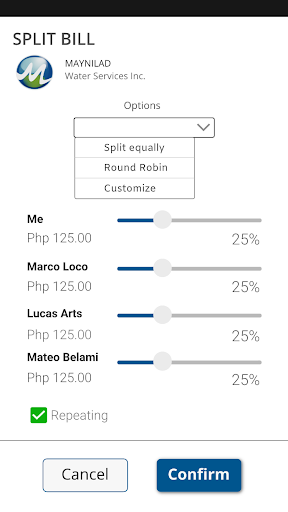 SPLIT BILL
MAYNILAD
Water Services Inc.
Options
Split equally
Round Robin
Customize
Me
Php 125.00
25%
Marco Loco
Php 125.00
25%
Lucas Arts
Php 125.00
25%
Mateo Belami
Php 125.00
25%
Repeating
Cancel
Confirm